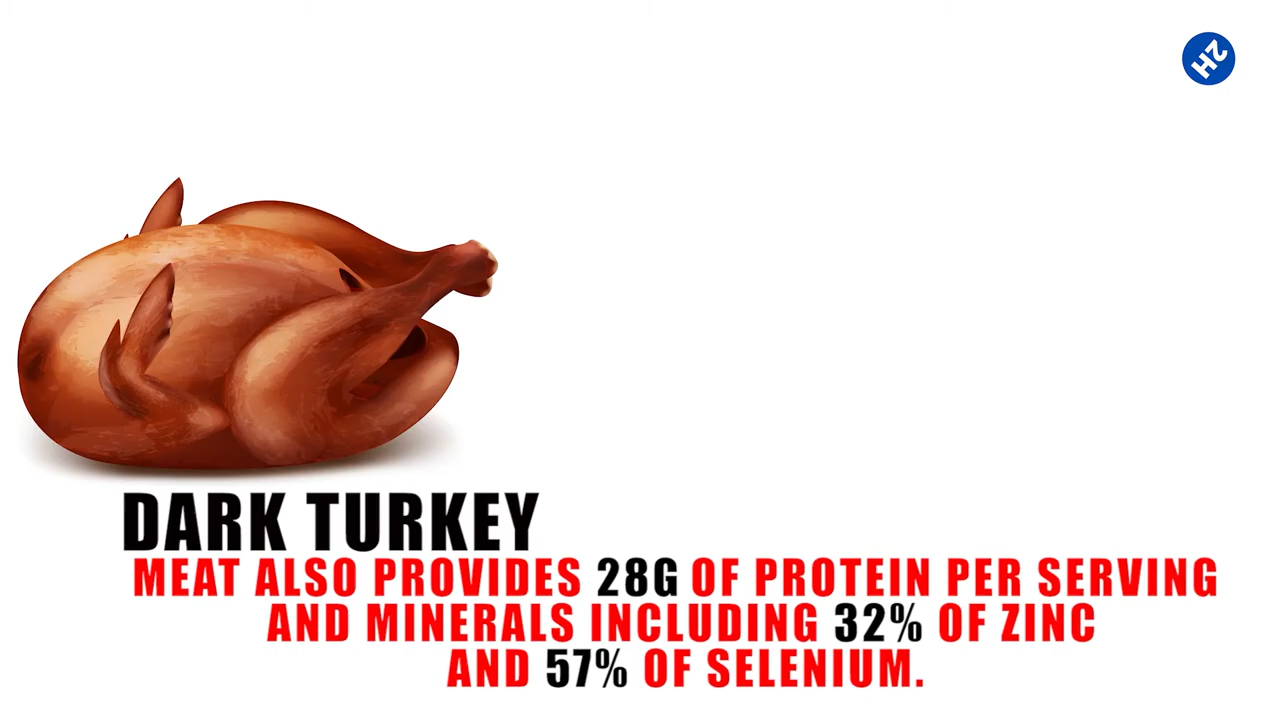 HZ
DARK TURKEY
MEAT ALSO PROVIDES 28G OF PROTEIN PER SERVING
AND MINERALS INCLUDING 32% OF ZINC
AND 57% OF SELENIUM.